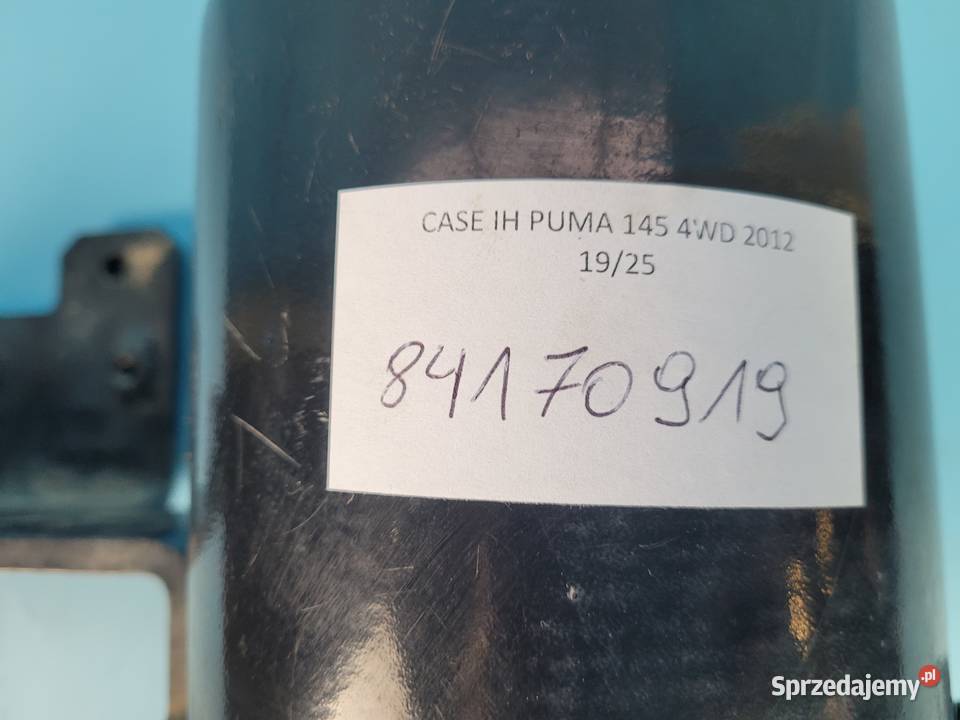 CASE IH PUMA 145 4WD 2012
19/25
84170919
Sprzedajemy.pl